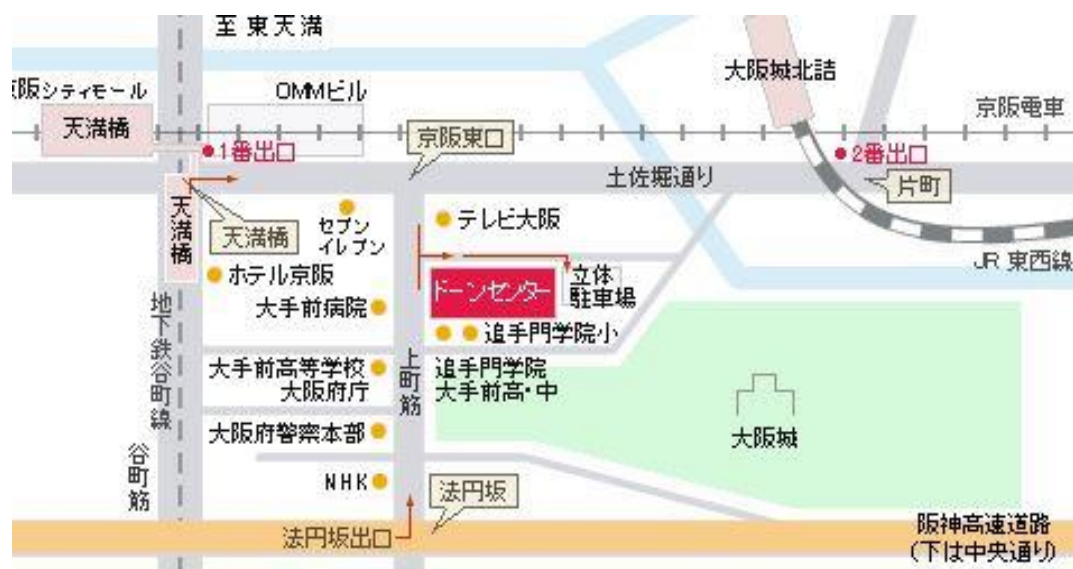 至 東天満
大阪城北詰
京阪シティモール
OMMビル
京阪電車
天満橋
1番出口
京阪東口
2番出口
土佐堀通り
片町
天満橋
天満橋
セブン
イレブン
テレビ大阪
JR 東西線
ホテル京阪
ドーンセンター
立体
駐車場
大手前病院
追手門学院小
地下鉄谷町線
大手前高等学校
大阪府庁
上町筋
追手門学院
大手前高・中
大阪府警察本部
大阪城
谷町筋
NHK
法円坂
法円坂出口
阪神高速道路
(下は中央通り)